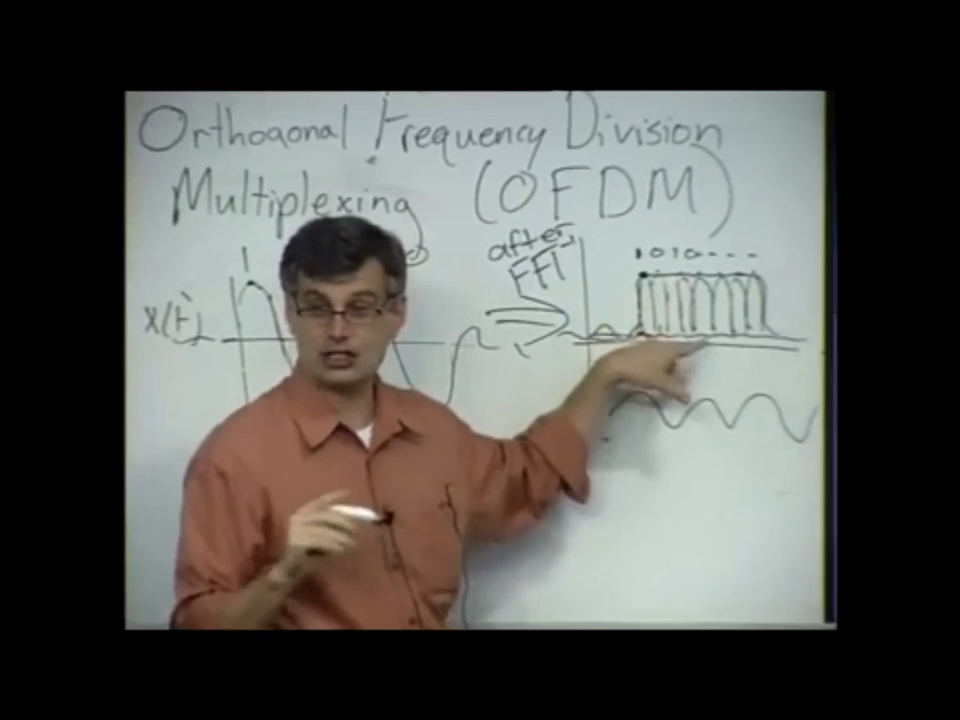 Orthogonal Frequency Division
Multiplexing (OFDM)
after
FFT
1010----
X(t)